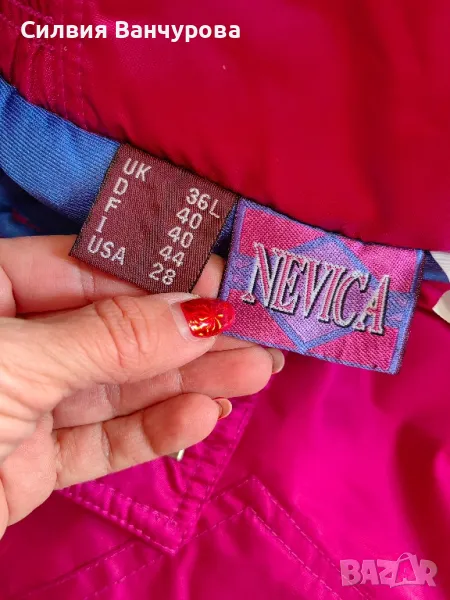 Силвия Ванчурова
UK 36L
D 40
F 40
I 44
USA 28
NEVICA
BAZAR